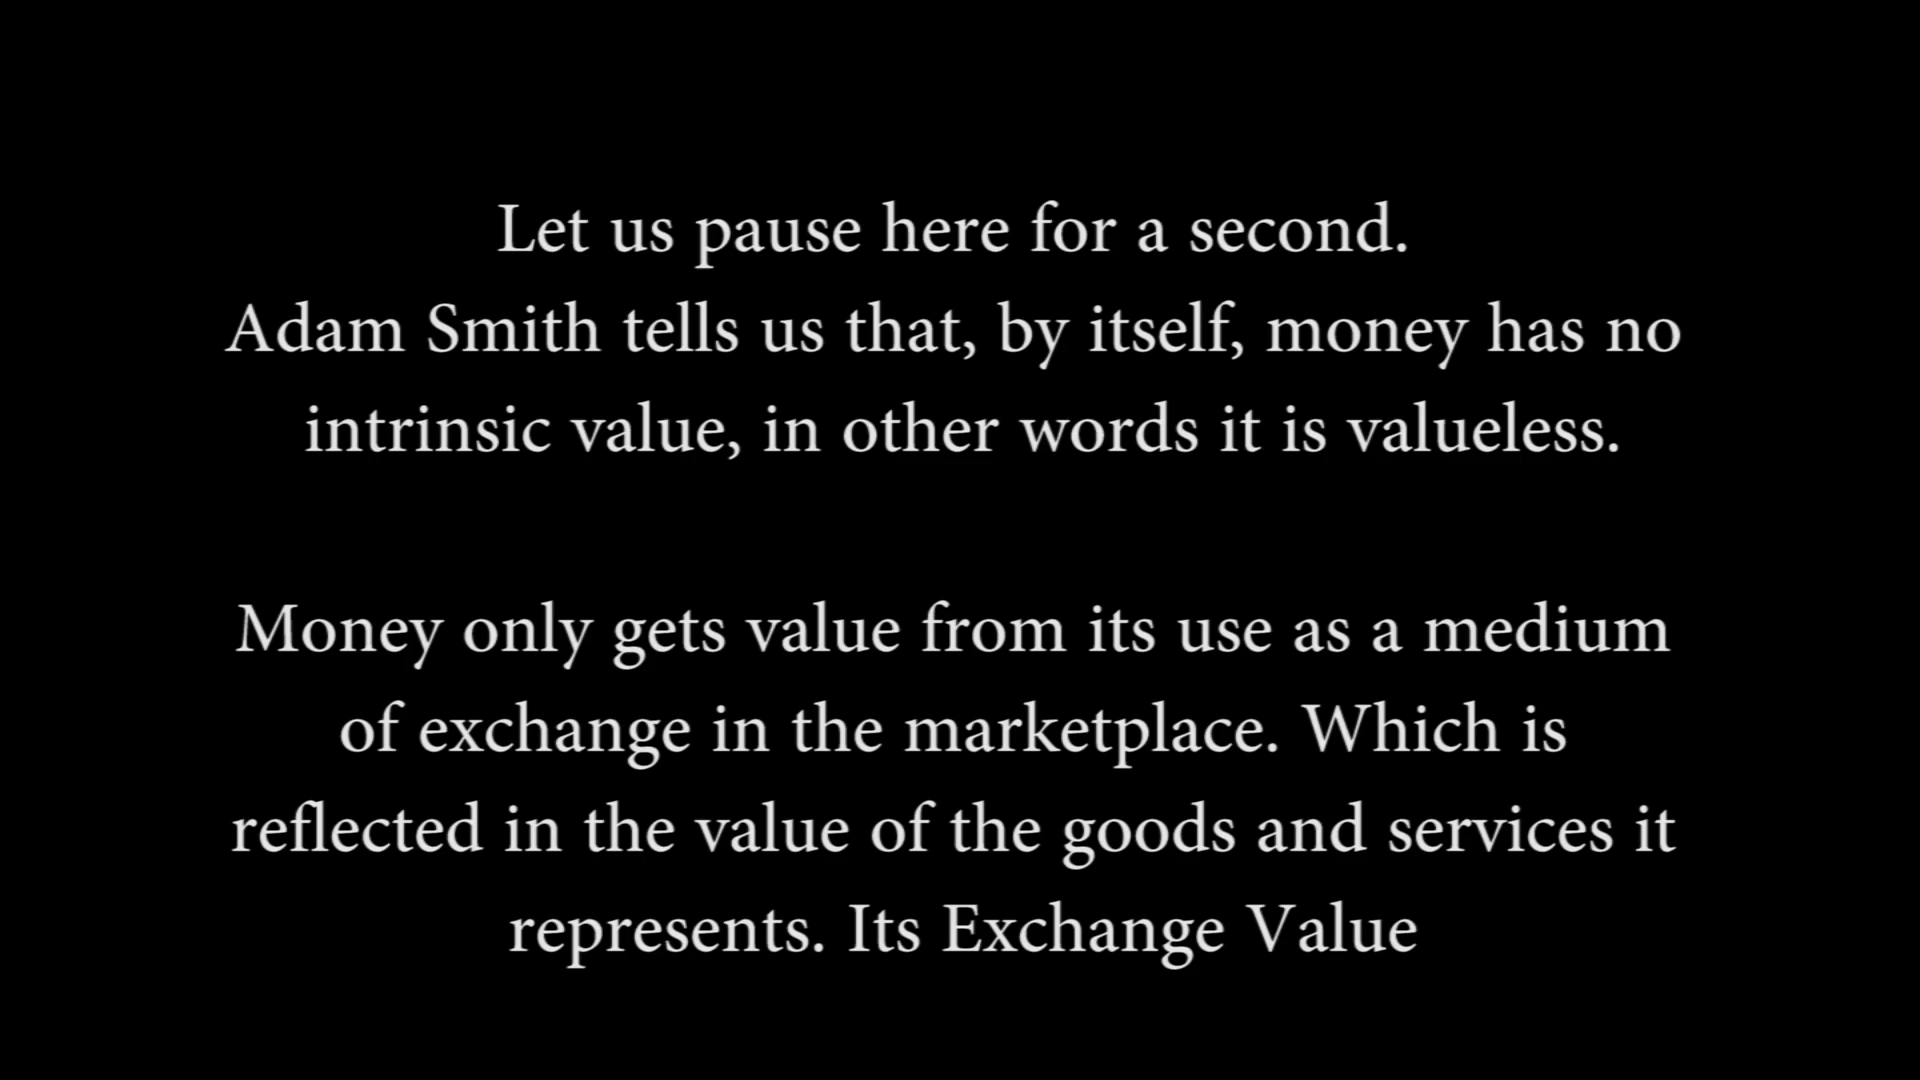 Let us pause here for a second.
Adam Smith tells us that, by itself, money has no
intrinsic value, in other words it is valueless.
Money only gets value from its use as a medium
of exchange in the marketplace. Which is
reflected in the value of the goods and services it
represents. Its Exchange Value